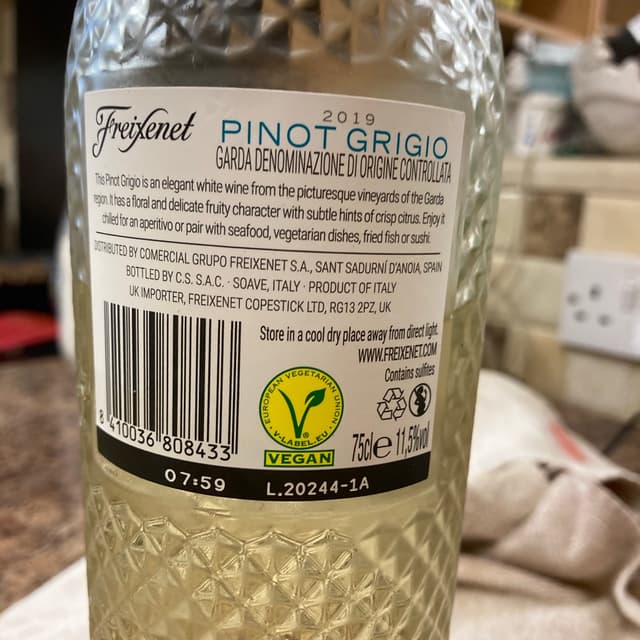 Freixenet
2019
PINOT GRIGIO
GARDA DENOMINAZIONE DI ORIGINE CONTROLLATA
This Pinot Grigio is an elegant white wine from the picturesque vineyards of the Garda
region. It has a floral and delicate fruity character with subtle hints of crisp citrus. Enjoy it
chilled for an aperitivo or pair with seafood, vegetarian dishes, fried fish or sushi.
DISTRIBUTED BY COMERCIAL GRUPO FREIXENET S.A., SANT SADURNÍ D'ANOIA, SPAIN
BOTTLED BY C.S. S.A.C. · SOAVE, ITALY · PRODUCT OF ITALY
UK IMPORTER, FREIXENET COPESTICK LTD, RG13 2PZ, UK
Store in a cool dry place away from direct light.
WWW.FREIXENET.COM
Contains sulfites
EUROPEAN VEGETARIAN UNION
V-LABEL.EU
VEGAN
75cl e 11,5%vol
8 410036 808433
07:59 L.20244-1A